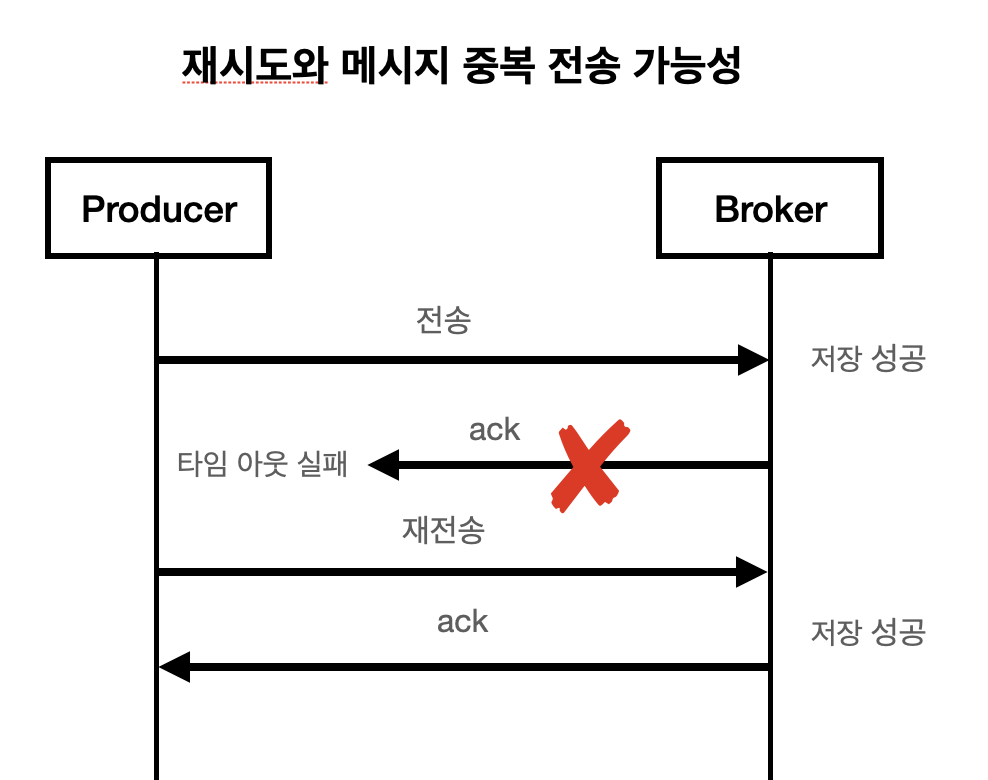 재시도와 메시지 중복 전송 가능성
Producer
Broker
전송
저장 성공
ack
타임 아웃 실패
재전송
ack
저장 성공